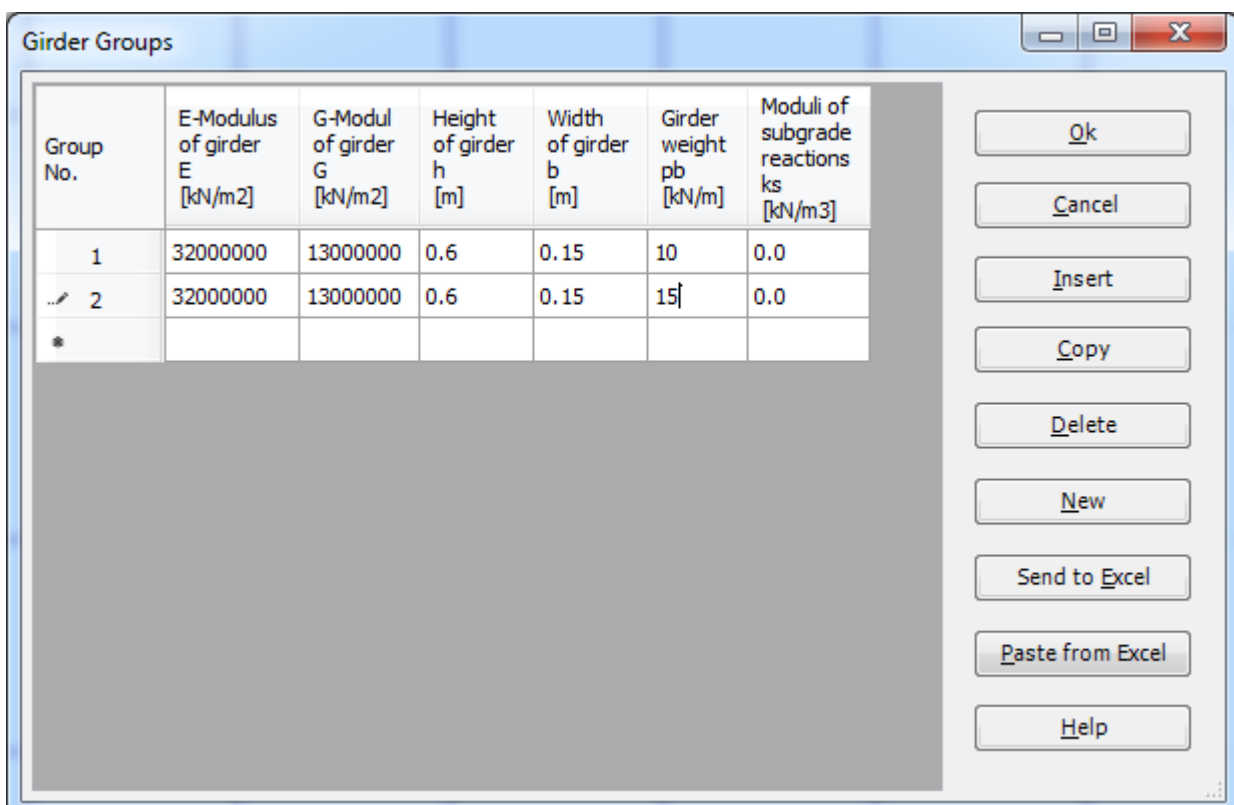 Girder Groups
Group
No.
E-Modulus
of girder
E
[kN/m2]
G-Modul
of girder
G
[kN/m2]
Height
of girder
h
[m]
Width
of girder
b
[m]
Girder
weight
pb
[kN/m]
Moduli of
subgrade
reactions
ks
[kN/m3]
1 32000000 13000000 0.6 0.15 10 0.0
2 32000000 13000000 0.6 0.15 15 0.0
Ok
Cancel
Insert
Copy
Delete
New
Send to Excel
Paste from Excel
Help